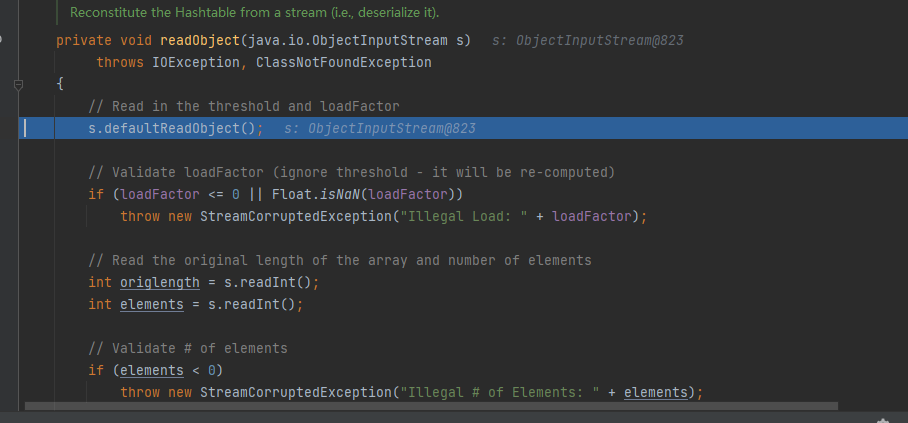 Reconstitute the Hashtable from a stream (i.e., deserialize it).
private void readObject(java.io.ObjectInputStream s)   s: ObjectInputStream@823
     throws IOException, ClassNotFoundException
{
    // Read in the threshold and loadFactor
    s.defaultReadObject();   s: ObjectInputStream@823

    // Validate loadFactor (ignore threshold - it will be re-computed)
    if (loadFactor <= 0 || Float.isNaN(loadFactor))
        throw new StreamCorruptedException("Illegal Load: " + loadFactor);

    // Read the original length of the array and number of elements
    int origlength = s.readInt();
    int elements = s.readInt();

    // Validate # of elements
    if (elements < 0)
        throw new StreamCorruptedException("Illegal # of Elements: " + elements);